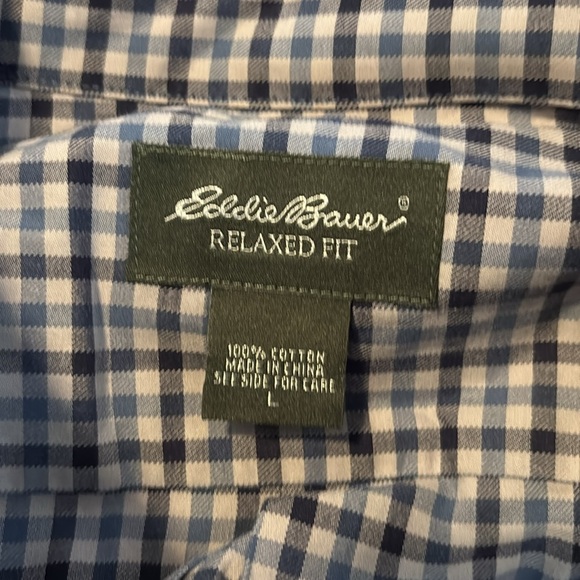 Eddie Bauer®
RELAXED FIT
100% COTTON
MADE IN CHINA
SEE SIDE FOR CARE
L